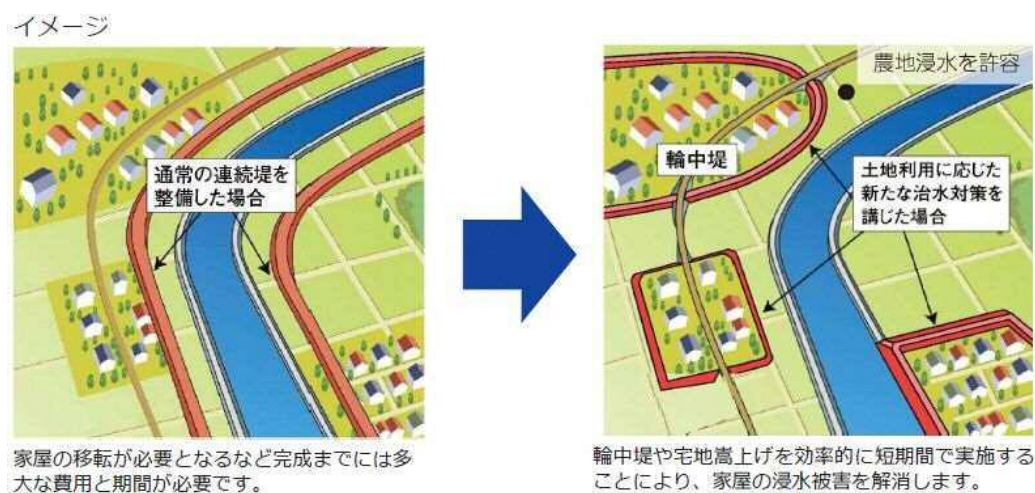 イメージ
通常の連続堤を
整備した場合
家屋の移転が必要となるなど完成までには多
大な費用と期間が必要です。
農地浸水を許容
輪中堤
土地利用に応じた
新たな治水対策を
講じた場合
輪中堤や宅地嵩上げを効率的に短期間で実施する
ことにより、家屋の浸水被害を解消します。